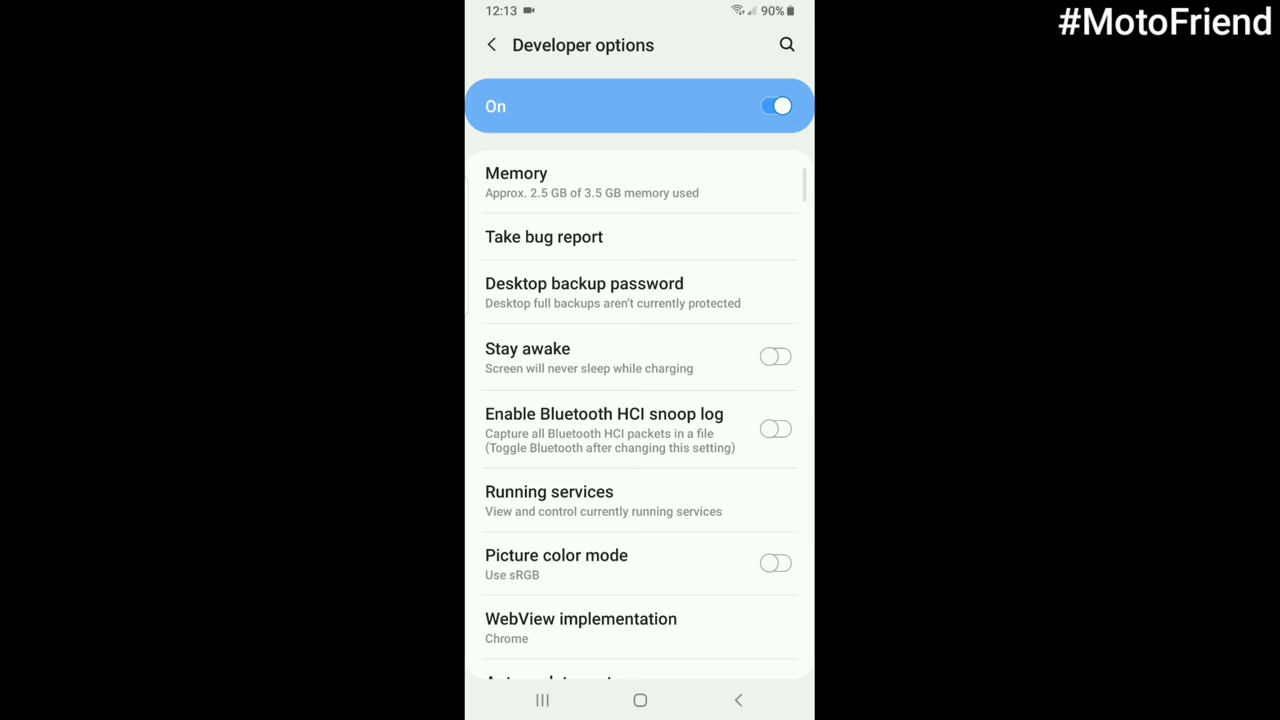 #MotoFriend
12:13
90%
Developer options
On
Memory
Approx. 2.5 GB of 3.5 GB memory used
Take bug report
Desktop backup password
Desktop full backups aren't currently protected
Stay awake
Screen will never sleep while charging
Enable Bluetooth HCI snoop log
Capture all Bluetooth HCI packets in a file
(Toggle Bluetooth after changing this setting)
Running services
View and control currently running services
Picture color mode
Use sRGB
WebView implementation
Chrome